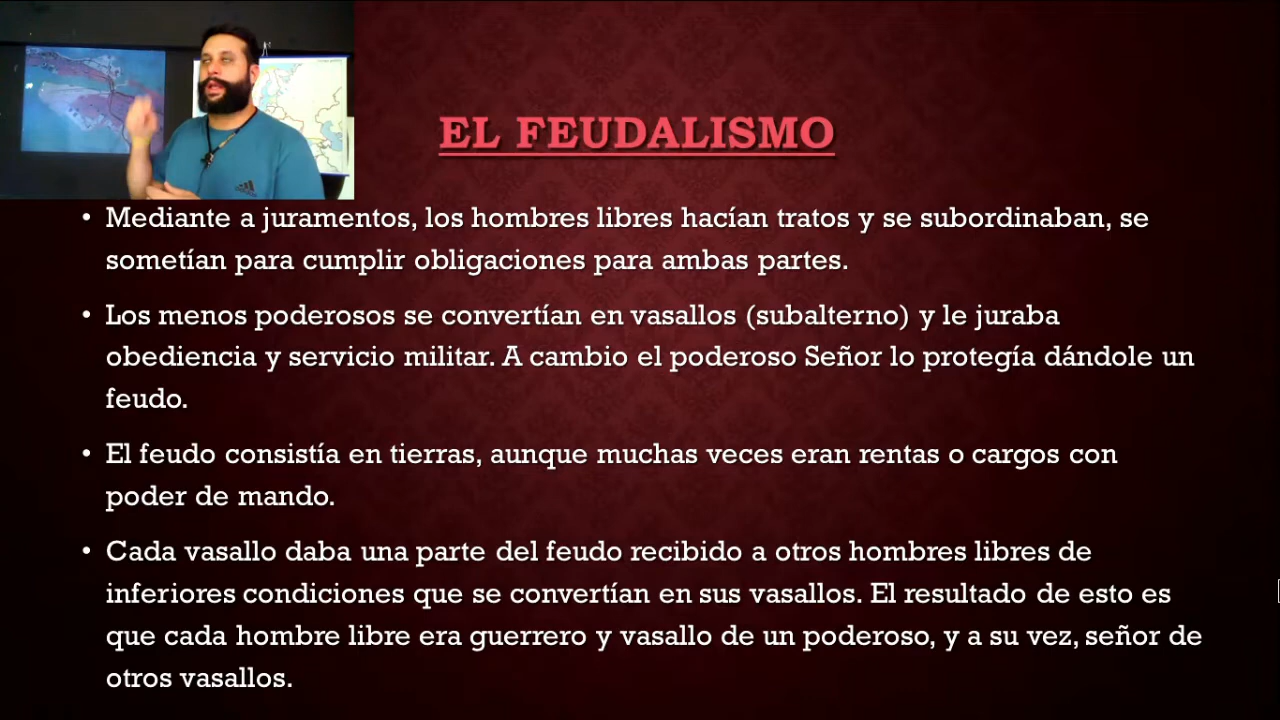 EL FEUDALISMO
• Mediante a juramentos, los hombres libres hacían tratos y se subordinaban, se
sometían para cumplir obligaciones para ambas partes.
• Los menos poderosos se convertían en vasallos (subalterno) y le juraba
obediencia y servicio militar. A cambio el poderoso Señor lo protegía dándole un
feudo.
• El feudo consistía en tierras, aunque muchas veces eran rentas o cargos con
poder de mando.
• Cada vasallo daba una parte del feudo recibido a otros hombres libres de
inferiores condiciones que se convertían en sus vasallos. El resultado de esto es
que cada hombre libre era guerrero y vasallo de un poderoso, y a su vez, señor de
otros vasallos.